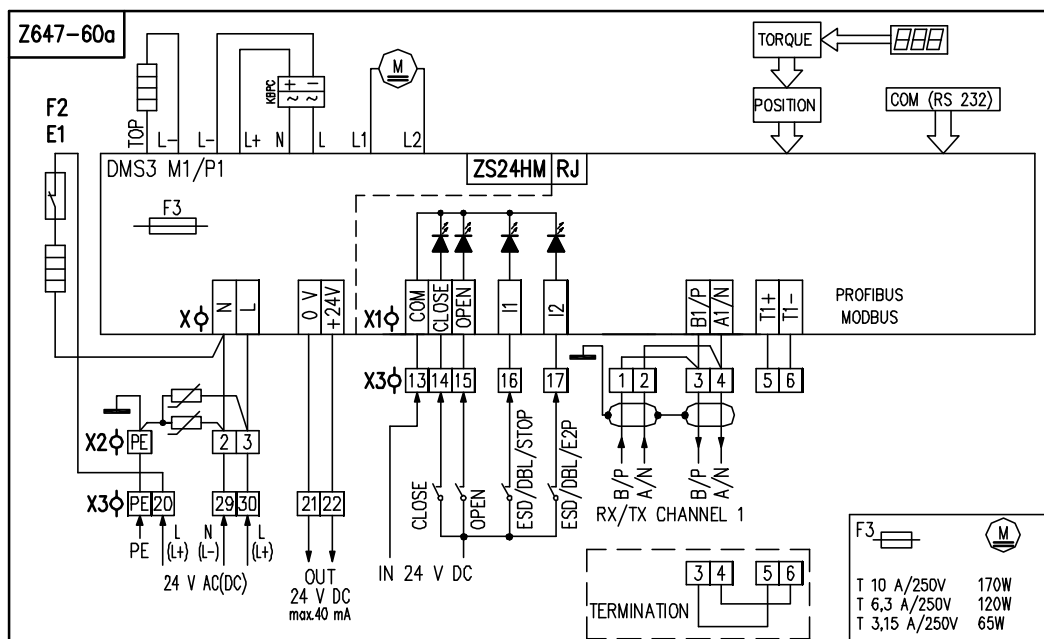 Z647-60a
F2
E1
TOP
L-
L-
L+
KBPC
+ -
~ ~
N
L
M
L1
L2
TORQUE
POSITION
COM (RS 232)
DMS3 M1/P1
ZS24HM RJ
F3
X
N
L
0 V
+24V
X1
COM
CLOSE
OPEN
I1
I2
B1/P
A1/N
T1+
T1-
PROFIBUS
MODBUS
X3
13 14 15 16 17
1 2 3 4 5 6
X2
PE
2 3
X3
PE 20 29 30 21 22
PE
L
(L+)
N
(L-)
L
(L+)
24 V AC(DC)
OUT
24 V DC
max.40 mA
IN 24 V DC
CLOSE
OPEN
ESD/DBL/STOP
ESD/DBL/E2P
B/P
A/N
B/P
A/N
RX/TX CHANNEL 1
TERMINATION
3 4 5 6
F3
M
T 10 A/250V 170W
T 6,3 A/250V 120W
T 3,15 A/250V 65W